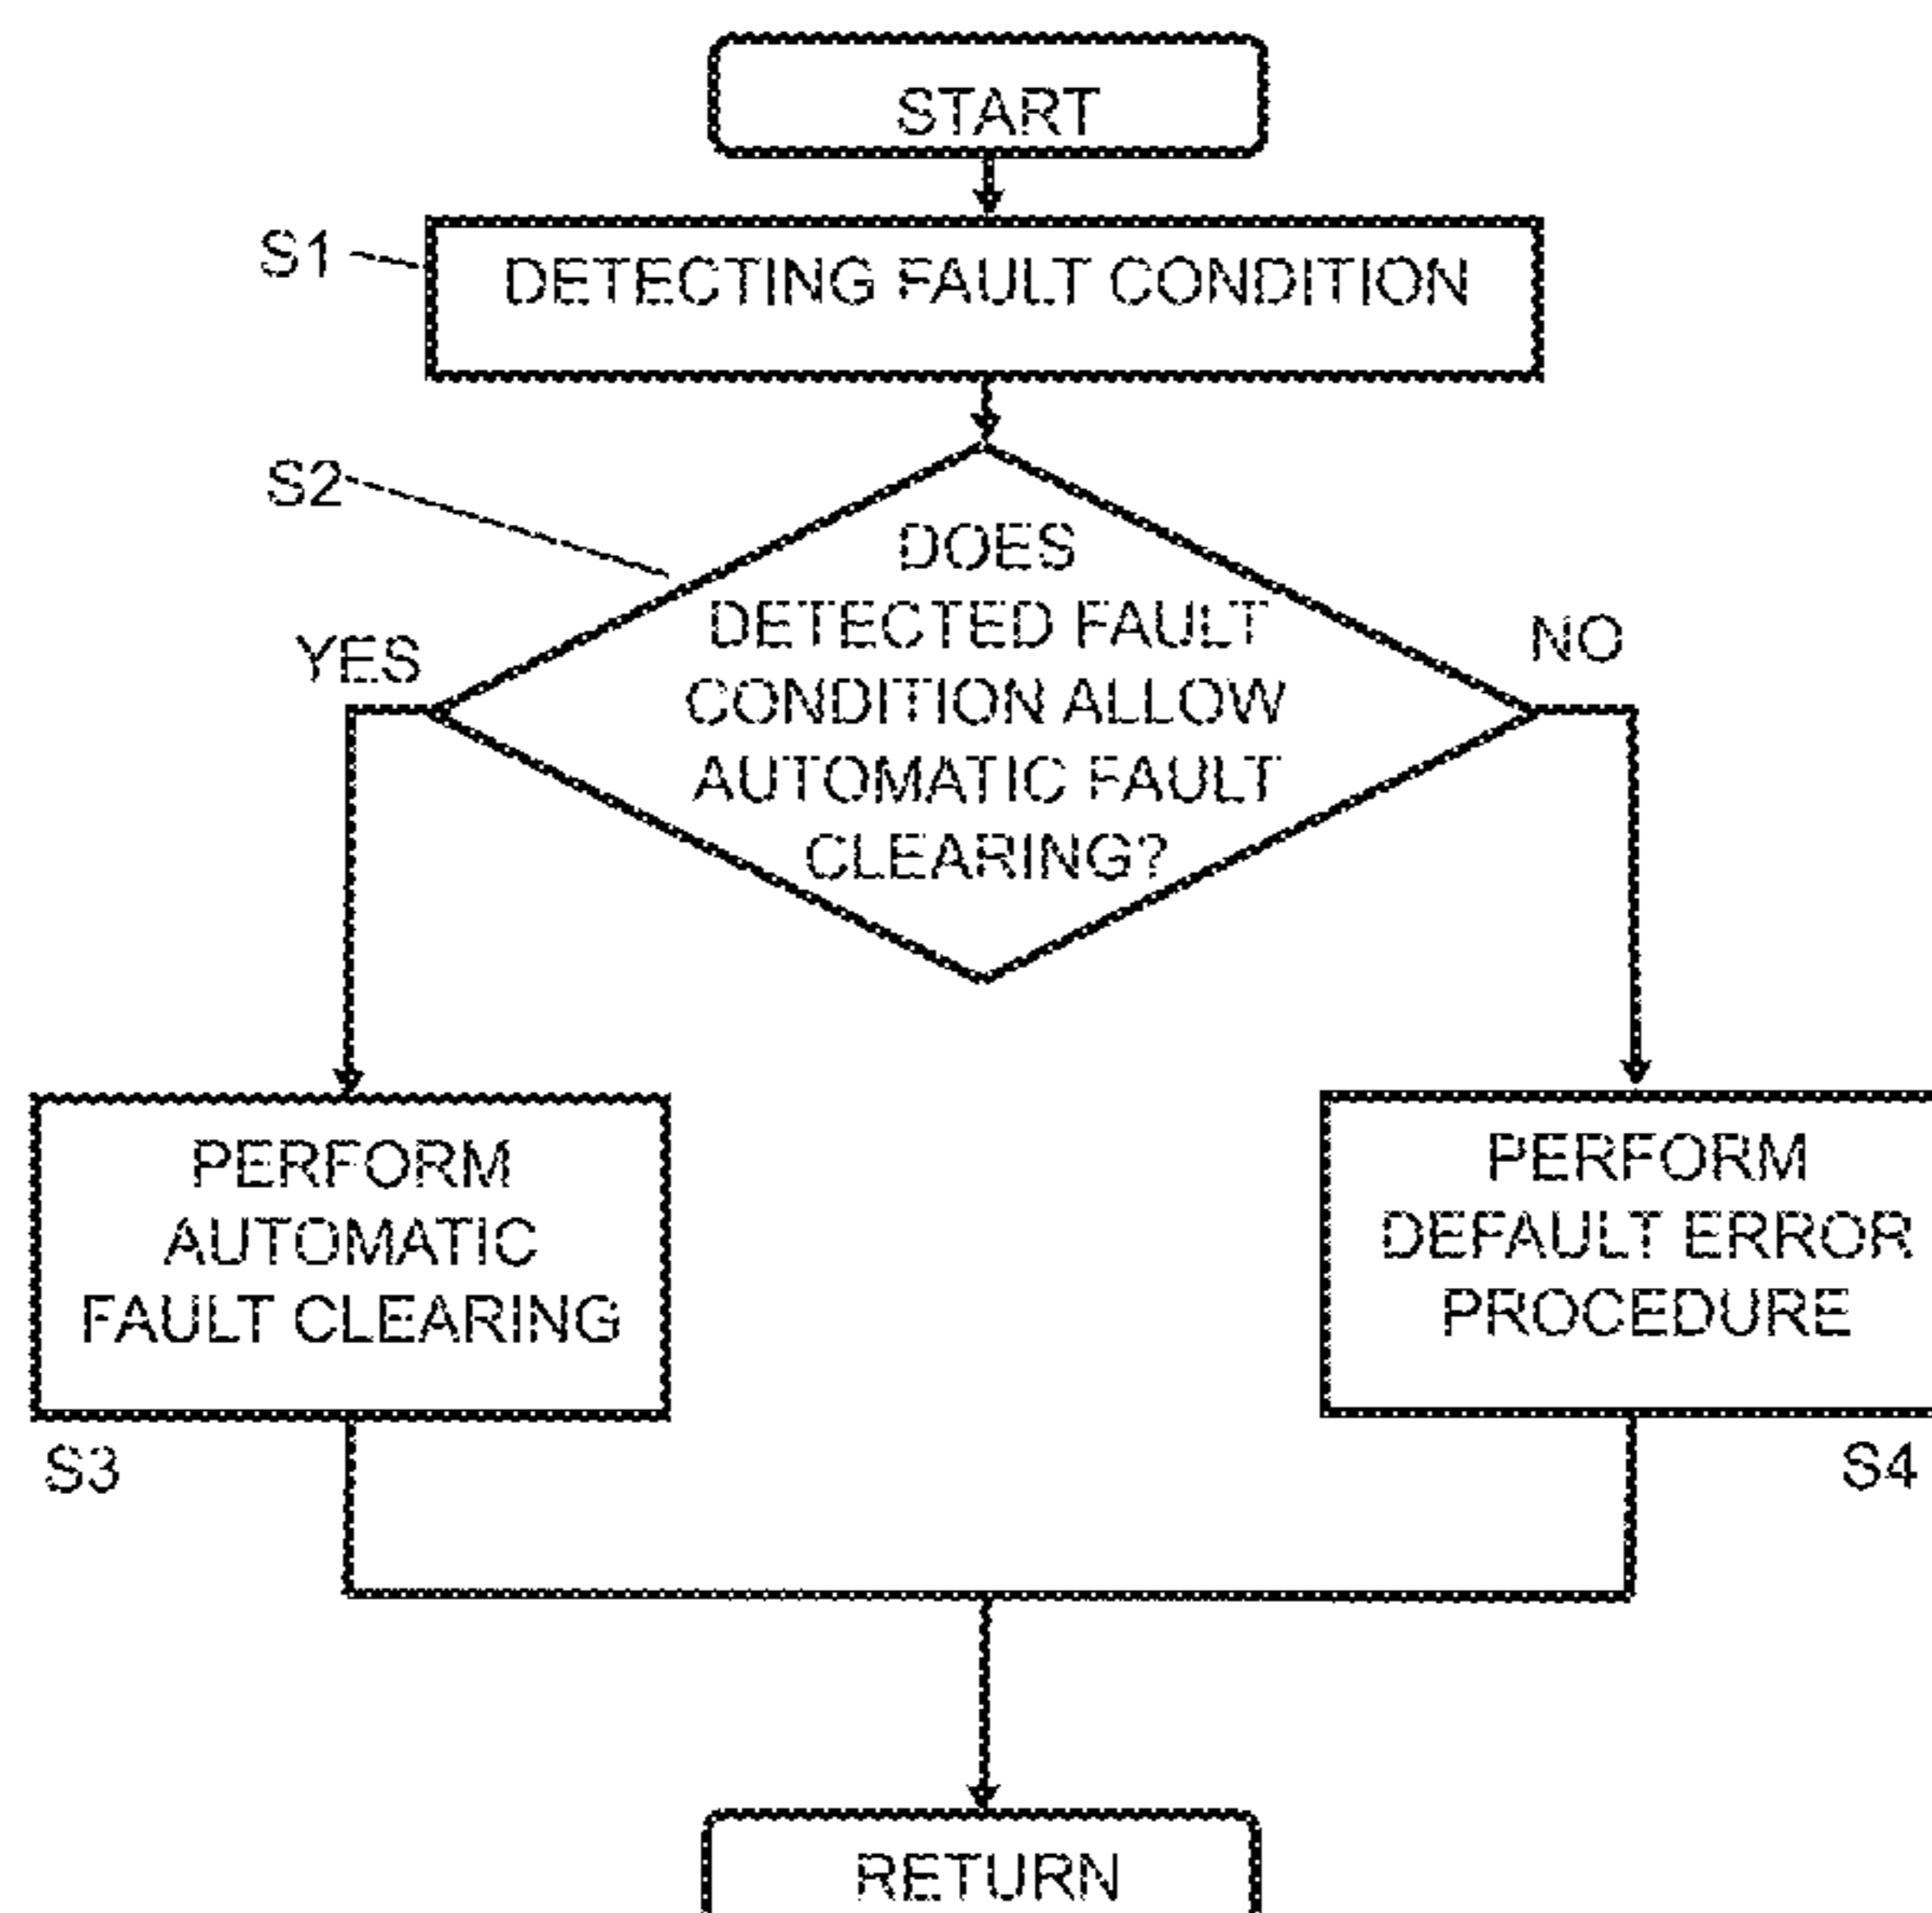 START
S1
DETECTING FAULT CONDITION
S2
DOES
DETECTED FAULT
CONDITION ALLOW
AUTOMATIC FAULT
CLEARING?
YES
NO
PERFORM
AUTOMATIC
FAULT CLEARING
S3
PERFORM
DEFAULT ERROR
PROCEDURE
S4
RETURN